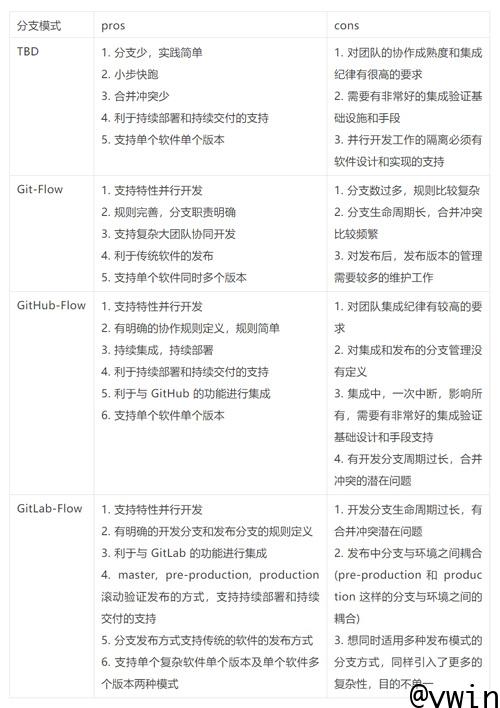 分支模式 pros cons
TBD
1. 分支少，实践简单
2. 小步快跑
3. 合并冲突少
4. 利于持续部署和持续交付的支持
5. 支持单个软件单个版本
1. 对团队的协作成熟度和集成
纪律有很高的要求
2. 需要有非常好的集成验证基
础设施和手段
3. 并行开发工作的隔离必须有
软件设计和实现的支持
Git-Flow
1. 支持特性并行开发
2. 规则完善，分支职责明确
3. 支持复杂大团队协同开发
4. 利于传统软件的发布
5. 支持单个软件同时多个版本
1. 分支数过多，规则比较复杂
2. 分支生命周期长，合并冲突
比较频繁
3. 对发布后，发布版本的管理
需要较多的维护工作
GitHub-Flow
1. 支持特性并行开发
2. 有明确的协作规则定义，规则简单
3. 持续集成，持续部署
4. 利于持续部署和持续交付的支持
5. 利于与 GitHub 的功能进行集成
6. 支持单个软件单个版本
1. 对团队集成纪律有较高的要
求
2. 对集成和发布的分支管理没
有定义
3. 集成中，一次中断，影响所
有，需要有非常好的集成验证
基础设计和手段支持
4. 有开发分支周期过长，合并
冲突的潜在问题
GitLab-Flow
1. 支持特性并行开发
2. 有明确的开发分支和发布分支的规则定义
3. 利于与 GitLab 的功能进行集成
4. master, pre-production, production
滚动验证发布的方式，支持持续部署和持续
交付的支持
5. 分支发布方式支持传统的软件的发布方式
6. 支持单个复杂软件单个版本及单个软件多
个版本两种模式
1. 开发分支生命周期过长，有
合并冲突潜在问题
2. 发布中分支与环境之间耦合
(pre-production 和 produc
tion 这样的分支与环境之间的
耦合)
3. 想同时适用多种发布模式的
分支方式，同样引入了更多的
复杂性，目的不单一
@vwin